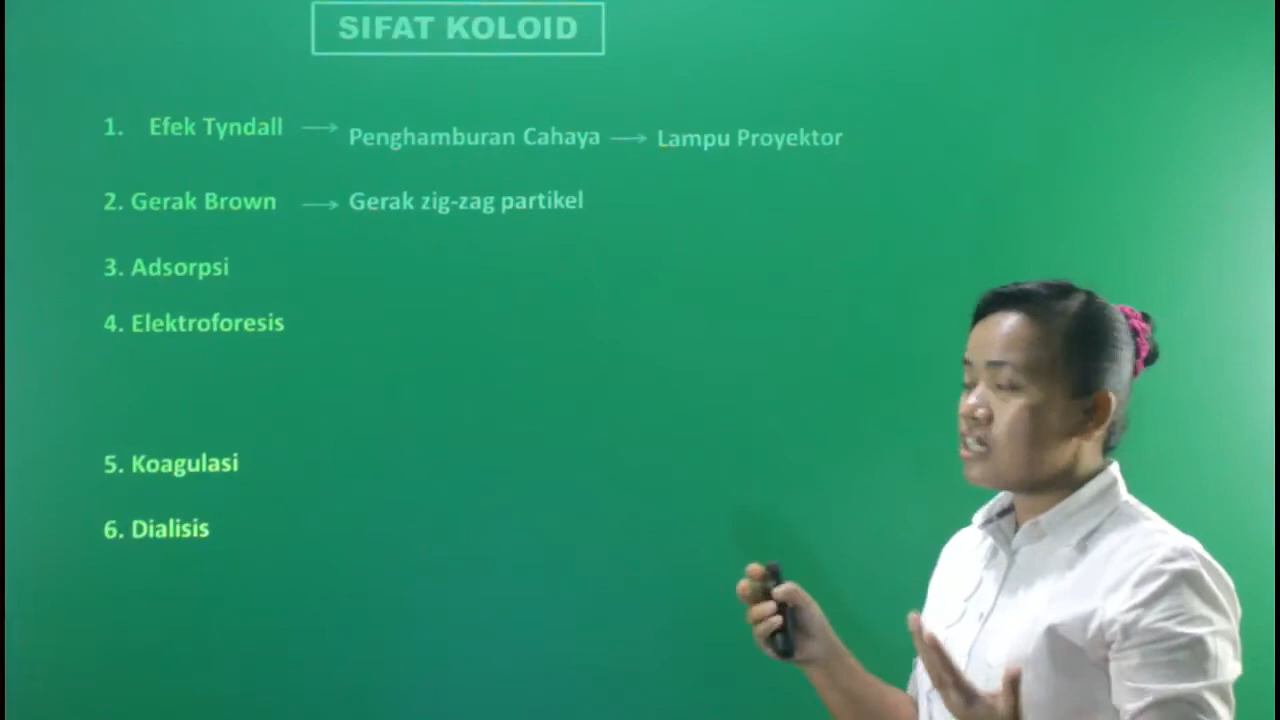 SIFAT KOLOID
1. Efek Tyndall → Penghamburan Cahaya → Lampu Proyektor
2. Gerak Brown → Gerak zig-zag partikel
3. Adsorpsi
4. Elektroforesis
5. Koagulasi
6. Dialisis